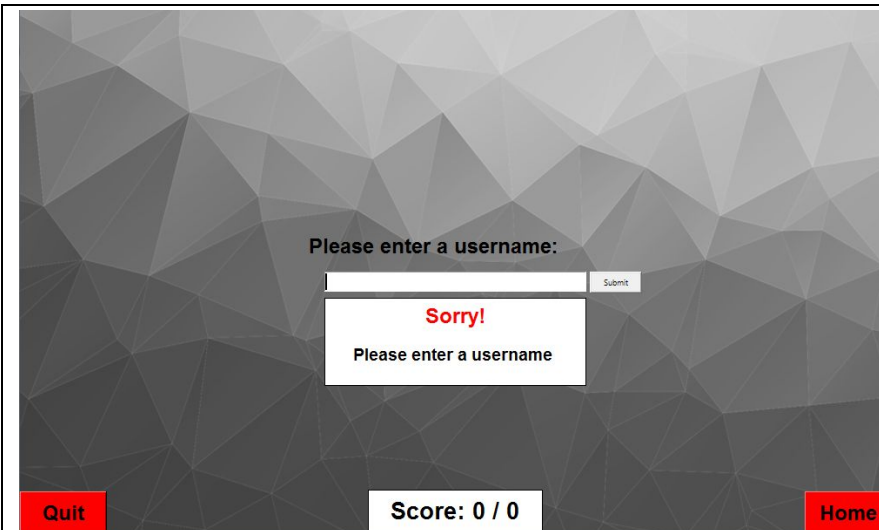 Please enter a username:
Submit
Sorry!
Please enter a username
Quit
Score: 0 / 0
Home